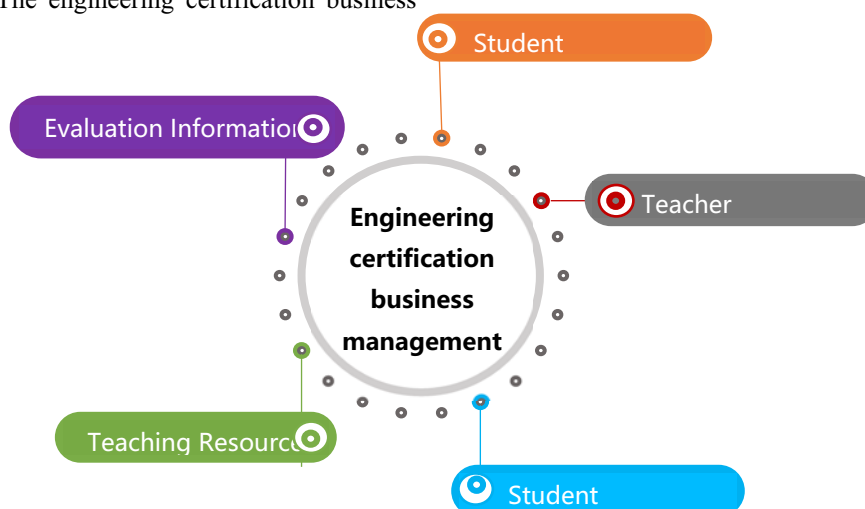 The engineering certification business
Student
Evaluation Information
Teacher
Engineering
certification
business
management
Teaching Resource
Student